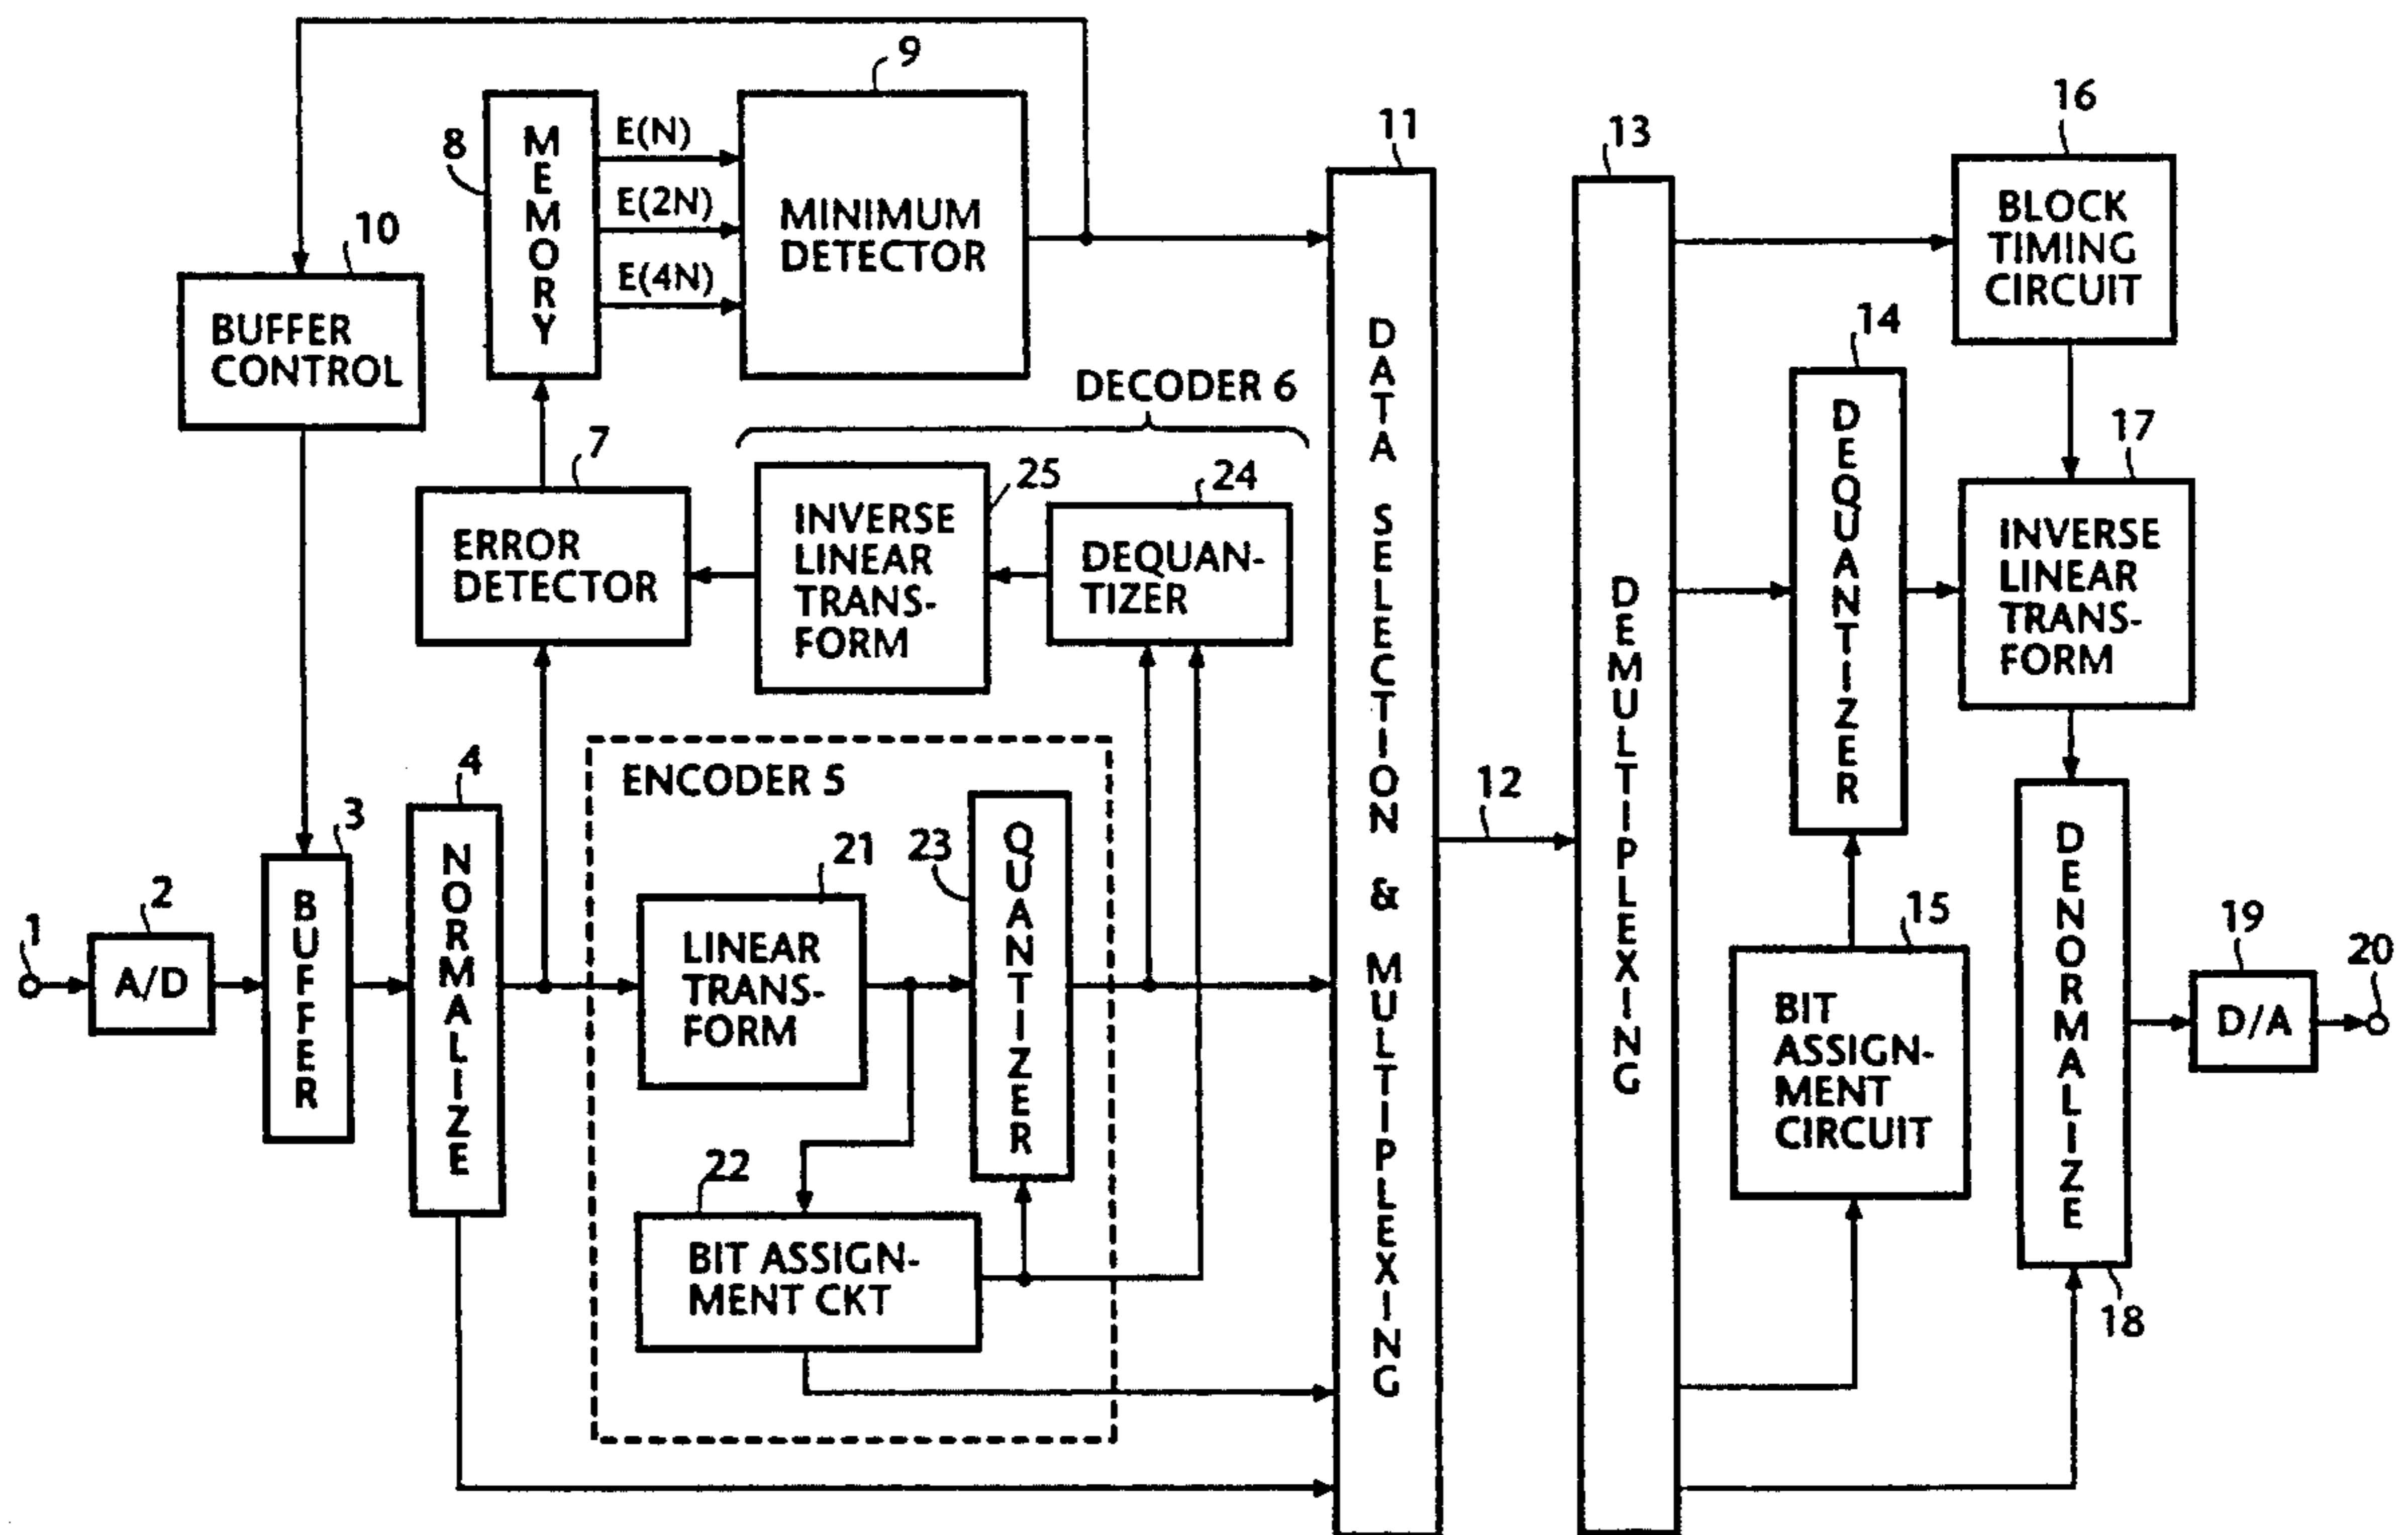 9
16
11
13
8
MEMORY
E(N)
E(2N)
E(4N)
MINIMUM
DETECTOR
BLOCK
TIMING
CIRCUIT
10
BUFFER
CONTROL
DECODER 6
14
17
7
ERROR
DETECTOR
25
INVERSE
LINEAR
TRANS-
FORM
24
DEQUAN-
TIZER
DATA SELECTION & MULTIPLEXING
12
DEMULTIPLEXING
DEQUANTIZER
INVERSE
LINEAR
TRANS-
FORM
4
ENCODER 5
3
21
23
QUANTIZER
1
2
A/D
BUFFER
NORMALIZE
LINEAR
TRANS-
FORM
22
BIT ASSIGN-
MENT CKT
15
BIT
ASSIGN-
MENT
CIRCUIT
DENORMALIZE
18
19
D/A
20